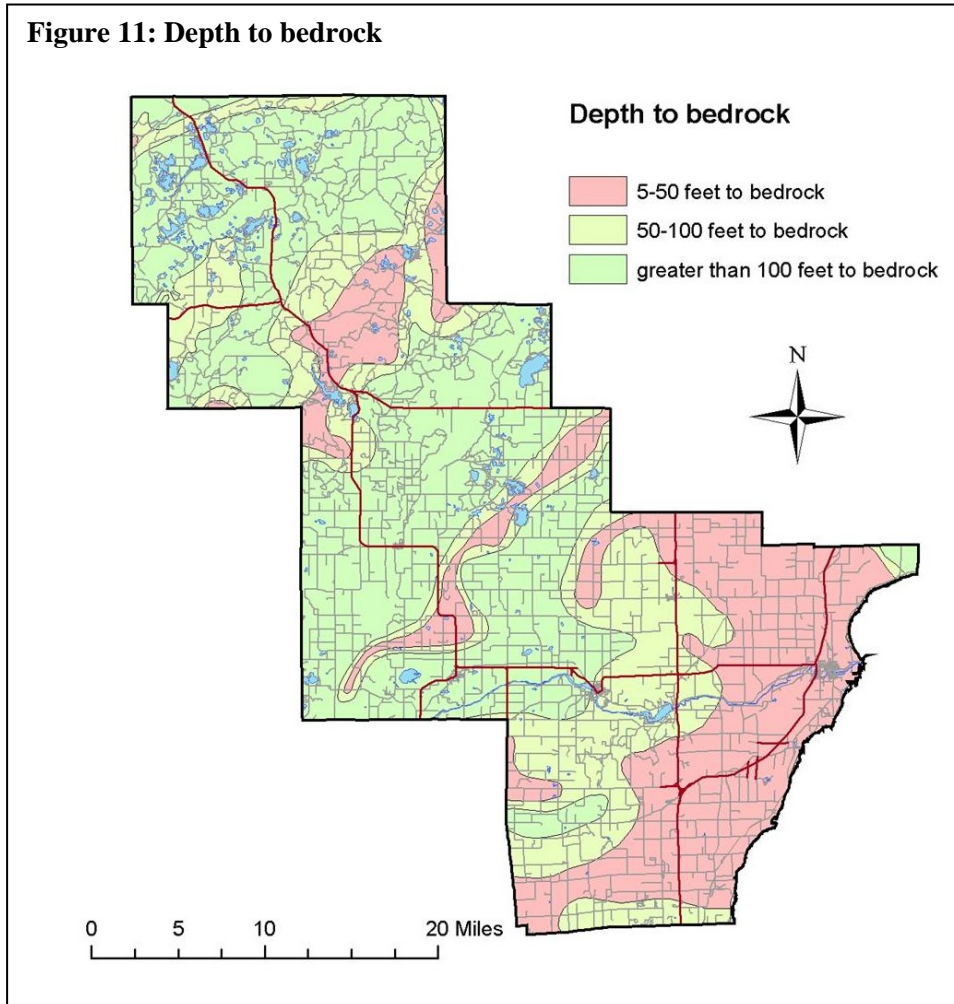 Figure 11: Depth to bedrock
Depth to bedrock
5-50 feet to bedrock
50-100 feet to bedrock
greater than 100 feet to bedrock
N
0 5 10 20 Miles